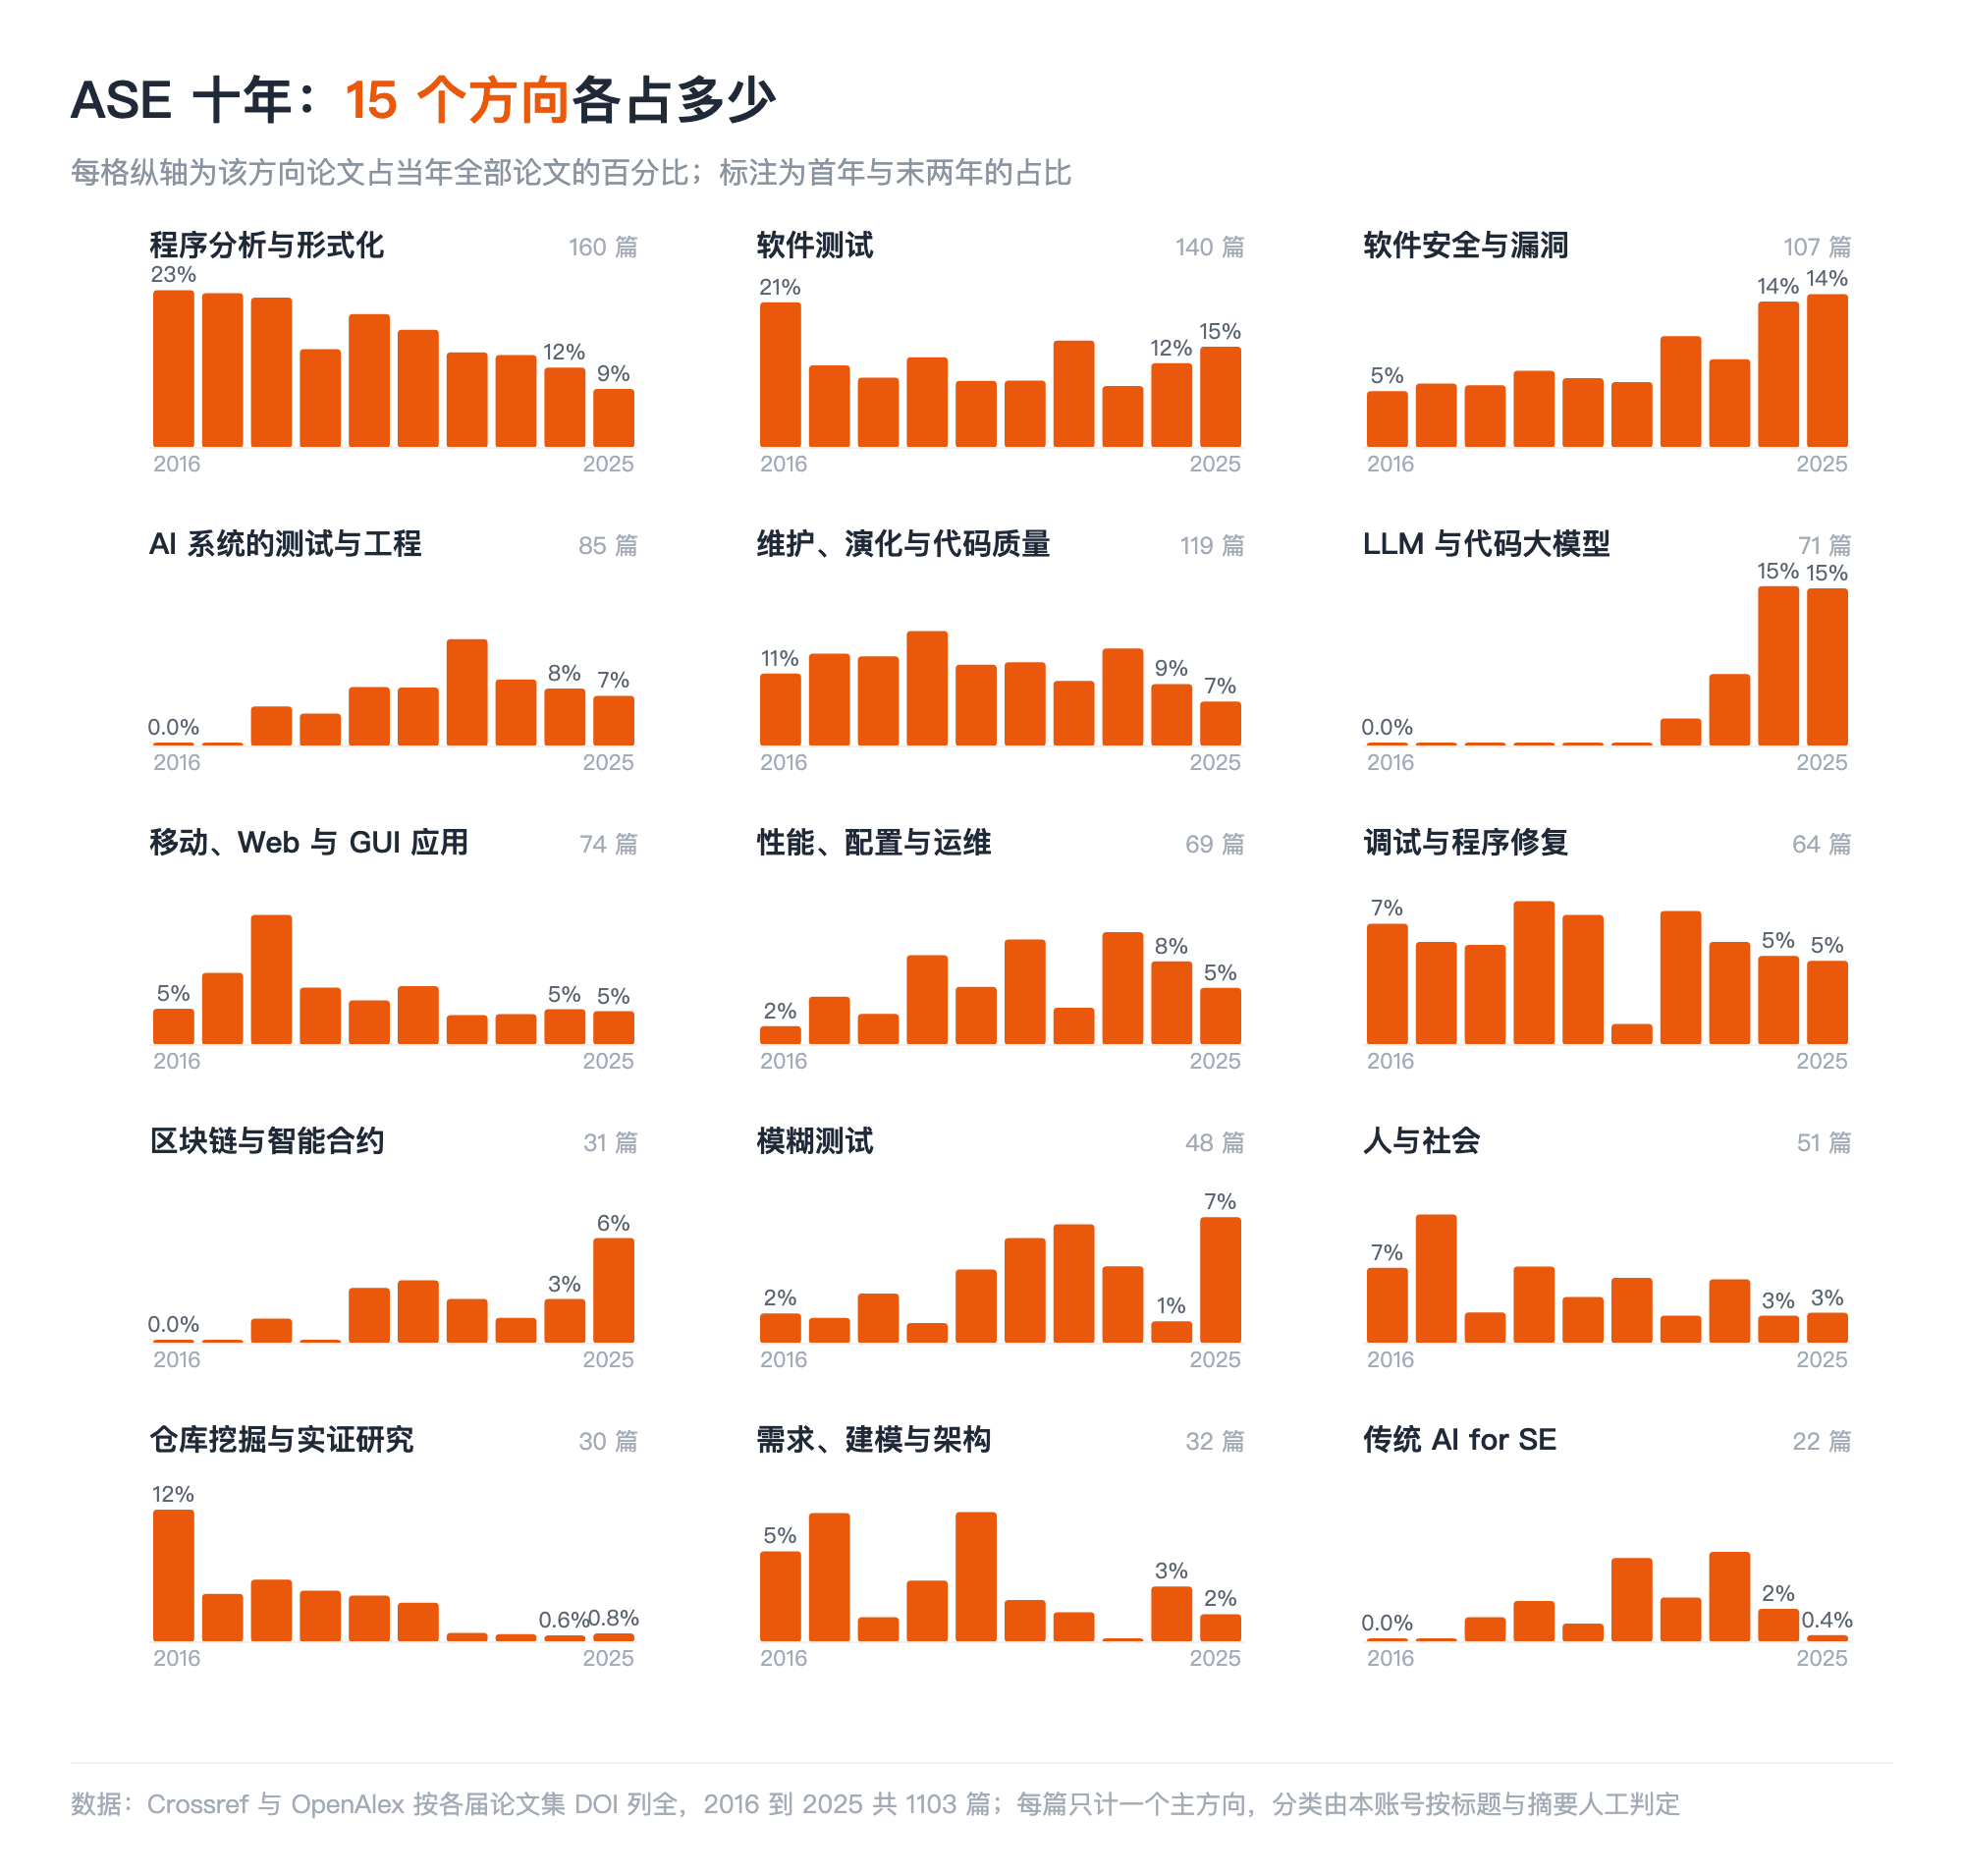 ASE 十年：15 个方向各占多少
每格纵轴为该方向论文占当年全部论文的百分比；标注为首年与末两年的占比
程序分析与形式化 160 篇
23% 12% 9%
2016 2025
软件测试 140 篇
21% 12% 15%
2016 2025
软件安全与漏洞 107 篇
5% 14% 14%
2016 2025
AI 系统的测试与工程 85 篇
0.0% 8% 7%
2016 2025
维护、演化与代码质量 119 篇
11% 9% 7%
2016 2025
LLM 与代码大模型 71 篇
0.0% 15% 15%
2016 2025
移动、Web 与 GUI 应用 74 篇
5% 5% 5%
2016 2025
性能、配置与运维 69 篇
2% 8% 5%
2016 2025
调试与程序修复 64 篇
7% 5% 5%
2016 2025
区块链与智能合约 31 篇
0.0% 3% 6%
2016 2025
模糊测试 48 篇
2% 1% 7%
2016 2025
人与社会 51 篇
7% 3% 3%
2016 2025
仓库挖掘与实证研究 30 篇
12% 0.6% 0.8%
2016 2025
需求、建模与架构 32 篇
5% 3% 2%
2016 2025
传统 AI for SE 22 篇
0.0% 2% 0.4%
2016 2025
数据：Crossref 与 OpenAlex 按各届论文集 DOI 列全，2016 到 2025 共 1103 篇；每篇只计一个主方向，分类由本账号按标题与摘要人工判定